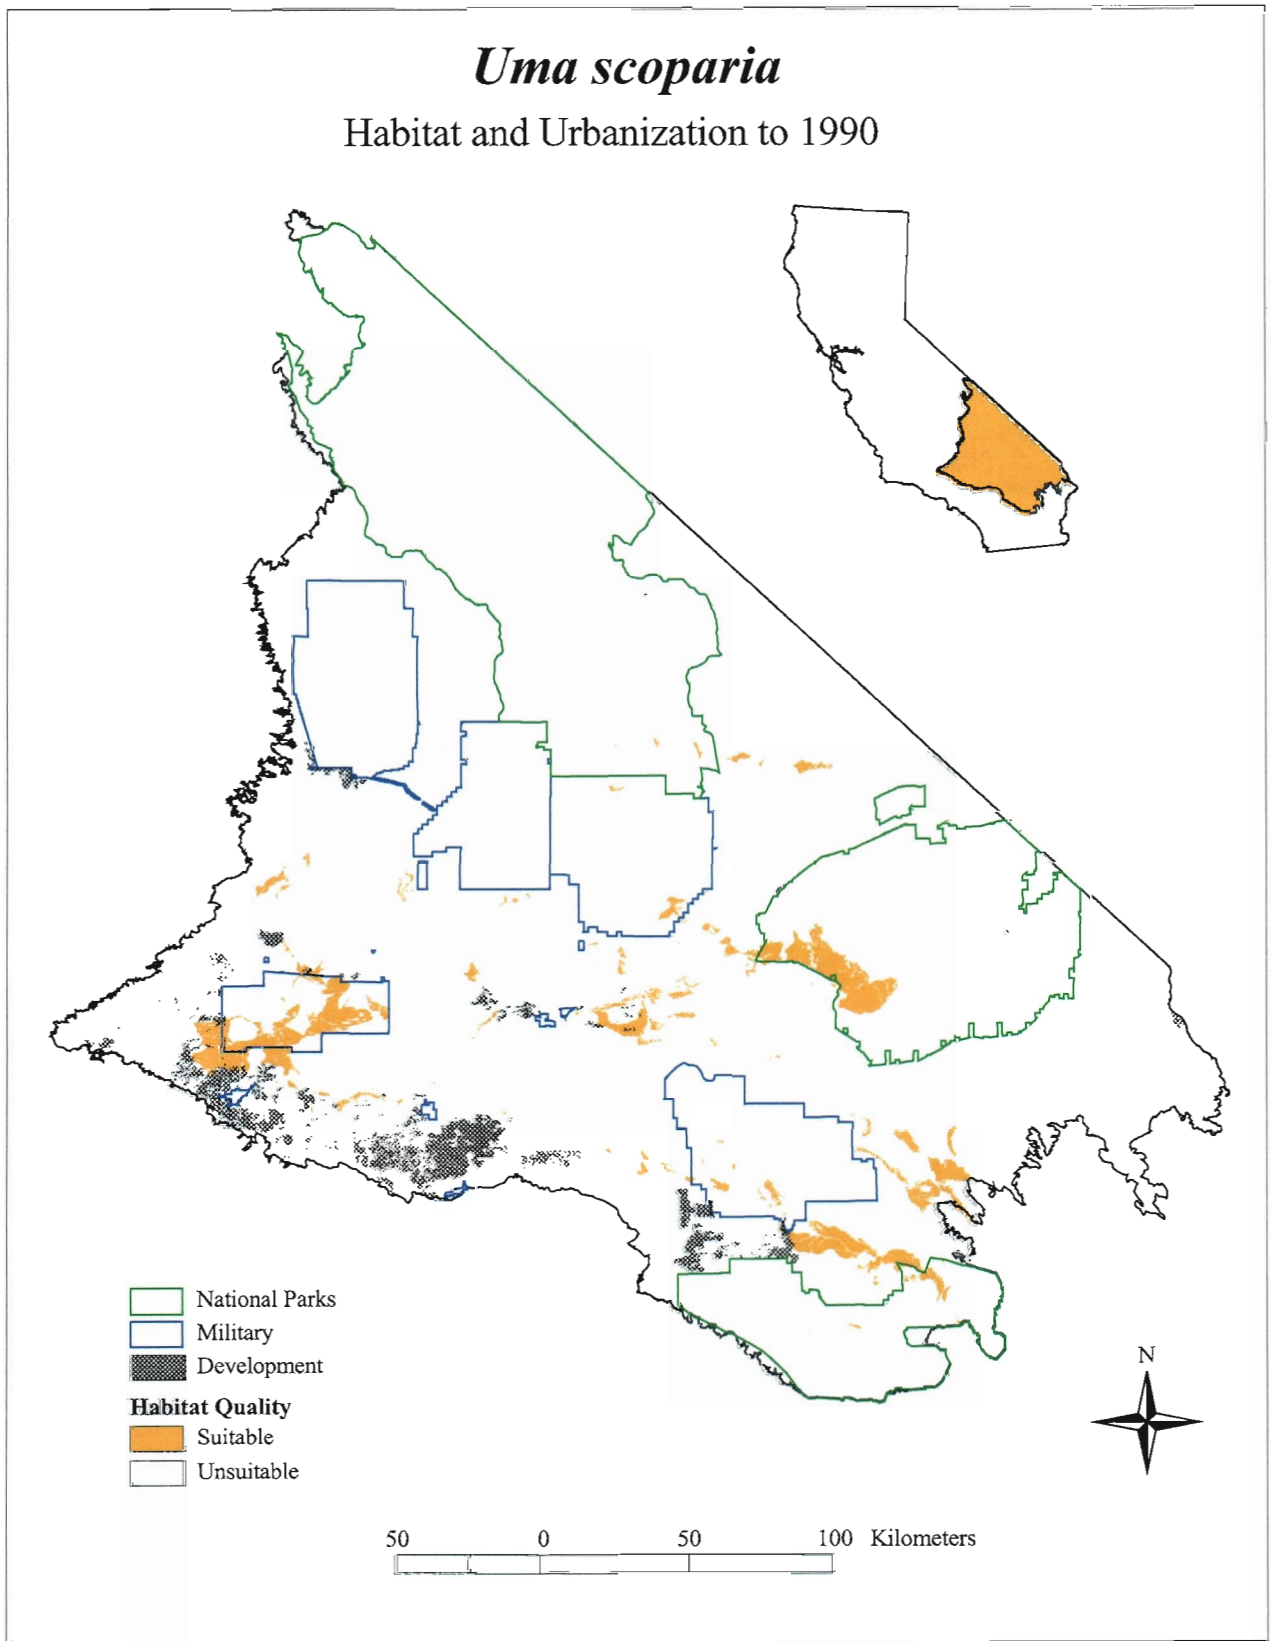 Uma scoparia
Habitat and Urbanization to 1990
National Parks
Military
Development
Habitat Quality
Suitable
Unsuitable
N
50 0 50 100 Kilometers